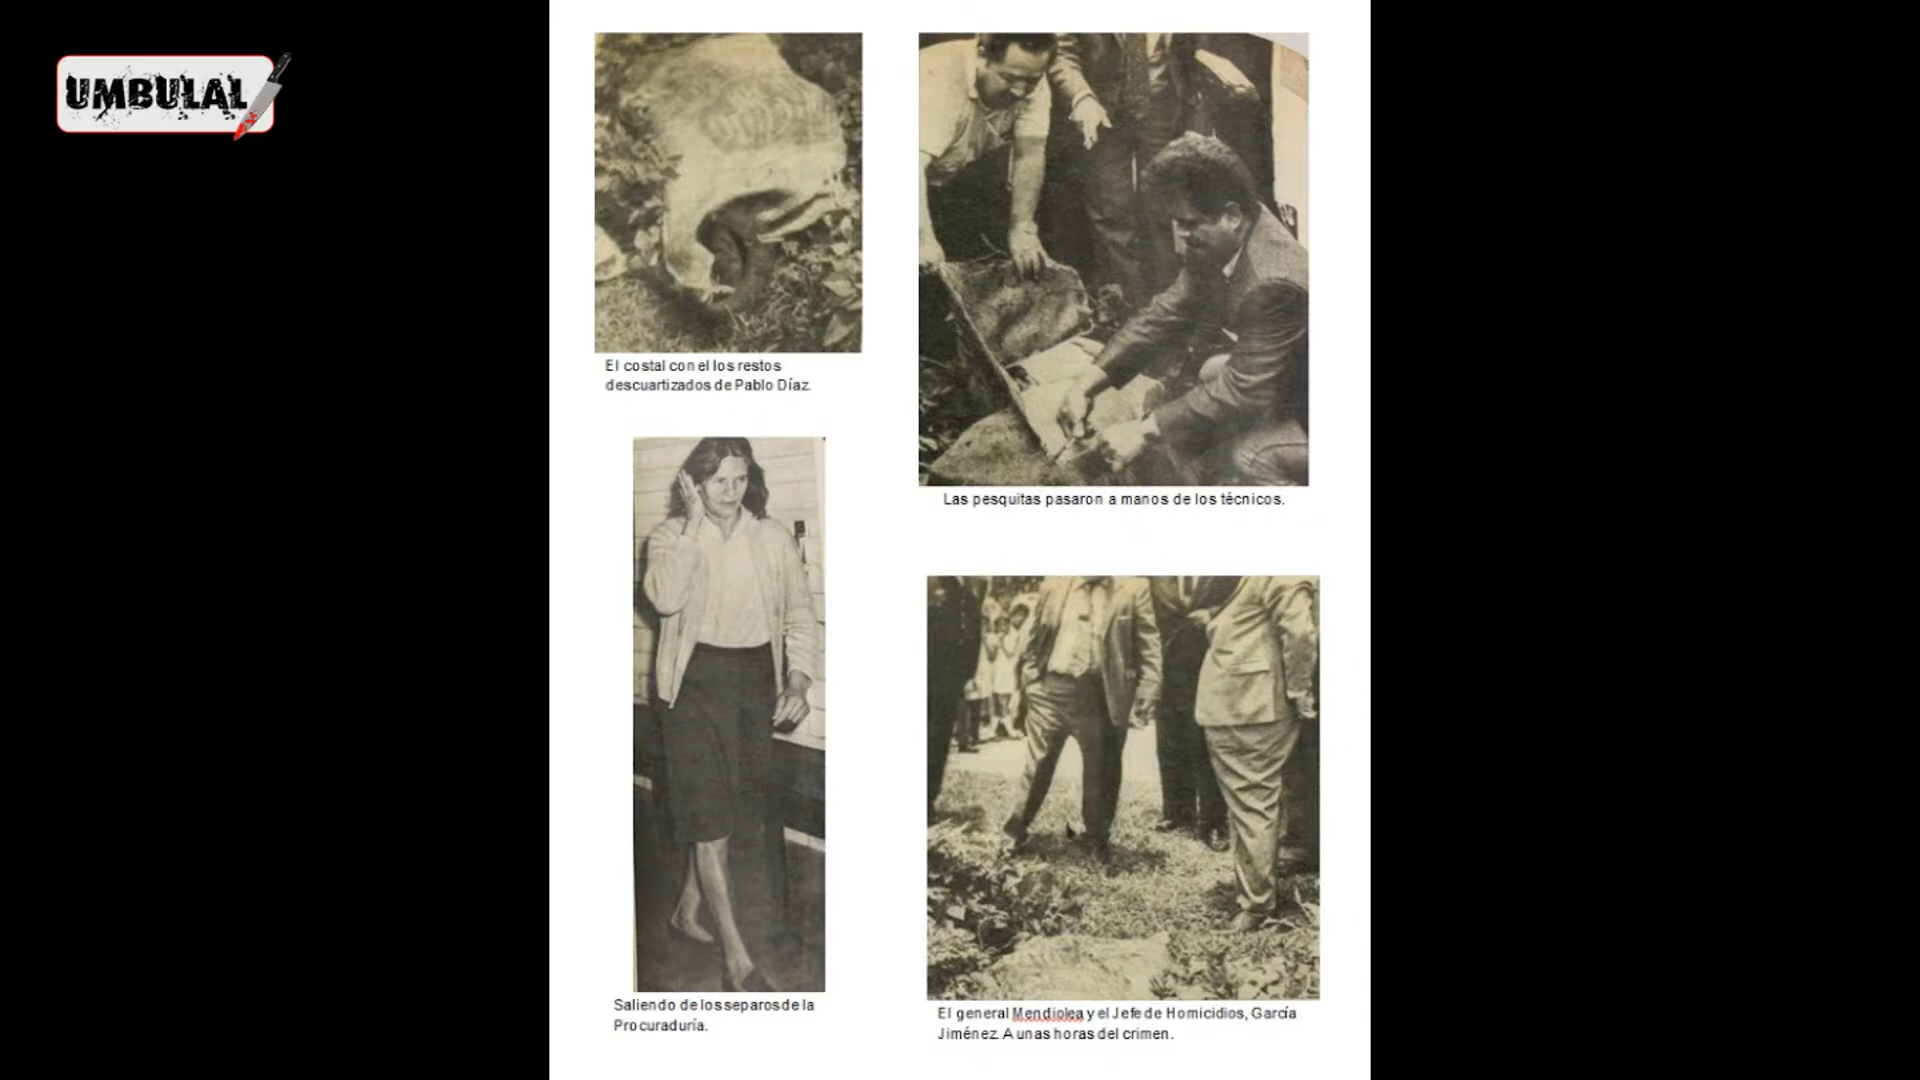 UMBULAL
El costal con el los restos
descuartizados de Pablo Díaz.
Las pesquitas pasaron a manos de los técnicos.
Saliendo de los separos de la
Procuraduría.
El general Mendiolea y el Jefe de Homicidios, García
Jiménez. A unas horas del crimen.